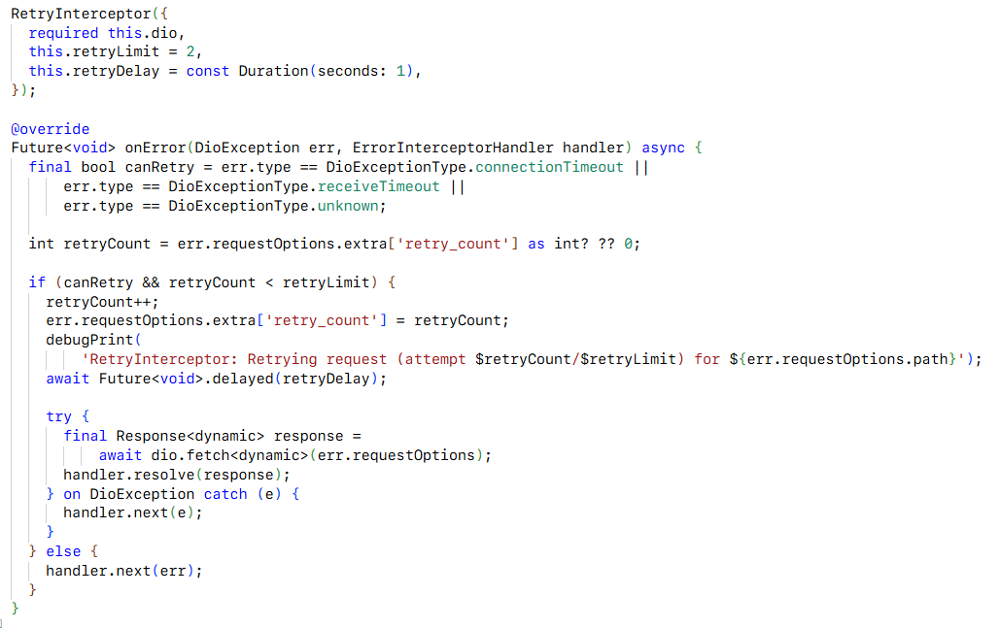 RetryInterceptor({
  required this.dio,
  this.retryLimit = 2,
  this.retryDelay = const Duration(seconds: 1),
});

@override
Future<void> onError(DioException err, ErrorInterceptorHandler handler) async {
  final bool canRetry = err.type == DioExceptionType.connectionTimeout ||
      err.type == DioExceptionType.receiveTimeout ||
      err.type == DioExceptionType.unknown;

  int retryCount = err.requestOptions.extra['retry_count'] as int? ?? 0;

  if (canRetry && retryCount < retryLimit) {
    retryCount++;
    err.requestOptions.extra['retry_count'] = retryCount;
    debugPrint(
        'RetryInterceptor: Retrying request (attempt $retryCount/$retryLimit) for ${err.requestOptions.path}');
    await Future<void>.delayed(retryDelay);

    try {
      final Response<dynamic> response =
          await dio.fetch<dynamic>(err.requestOptions);
      handler.resolve(response);
    } on DioException catch (e) {
      handler.next(e);
    }
  } else {
    handler.next(err);
  }
}